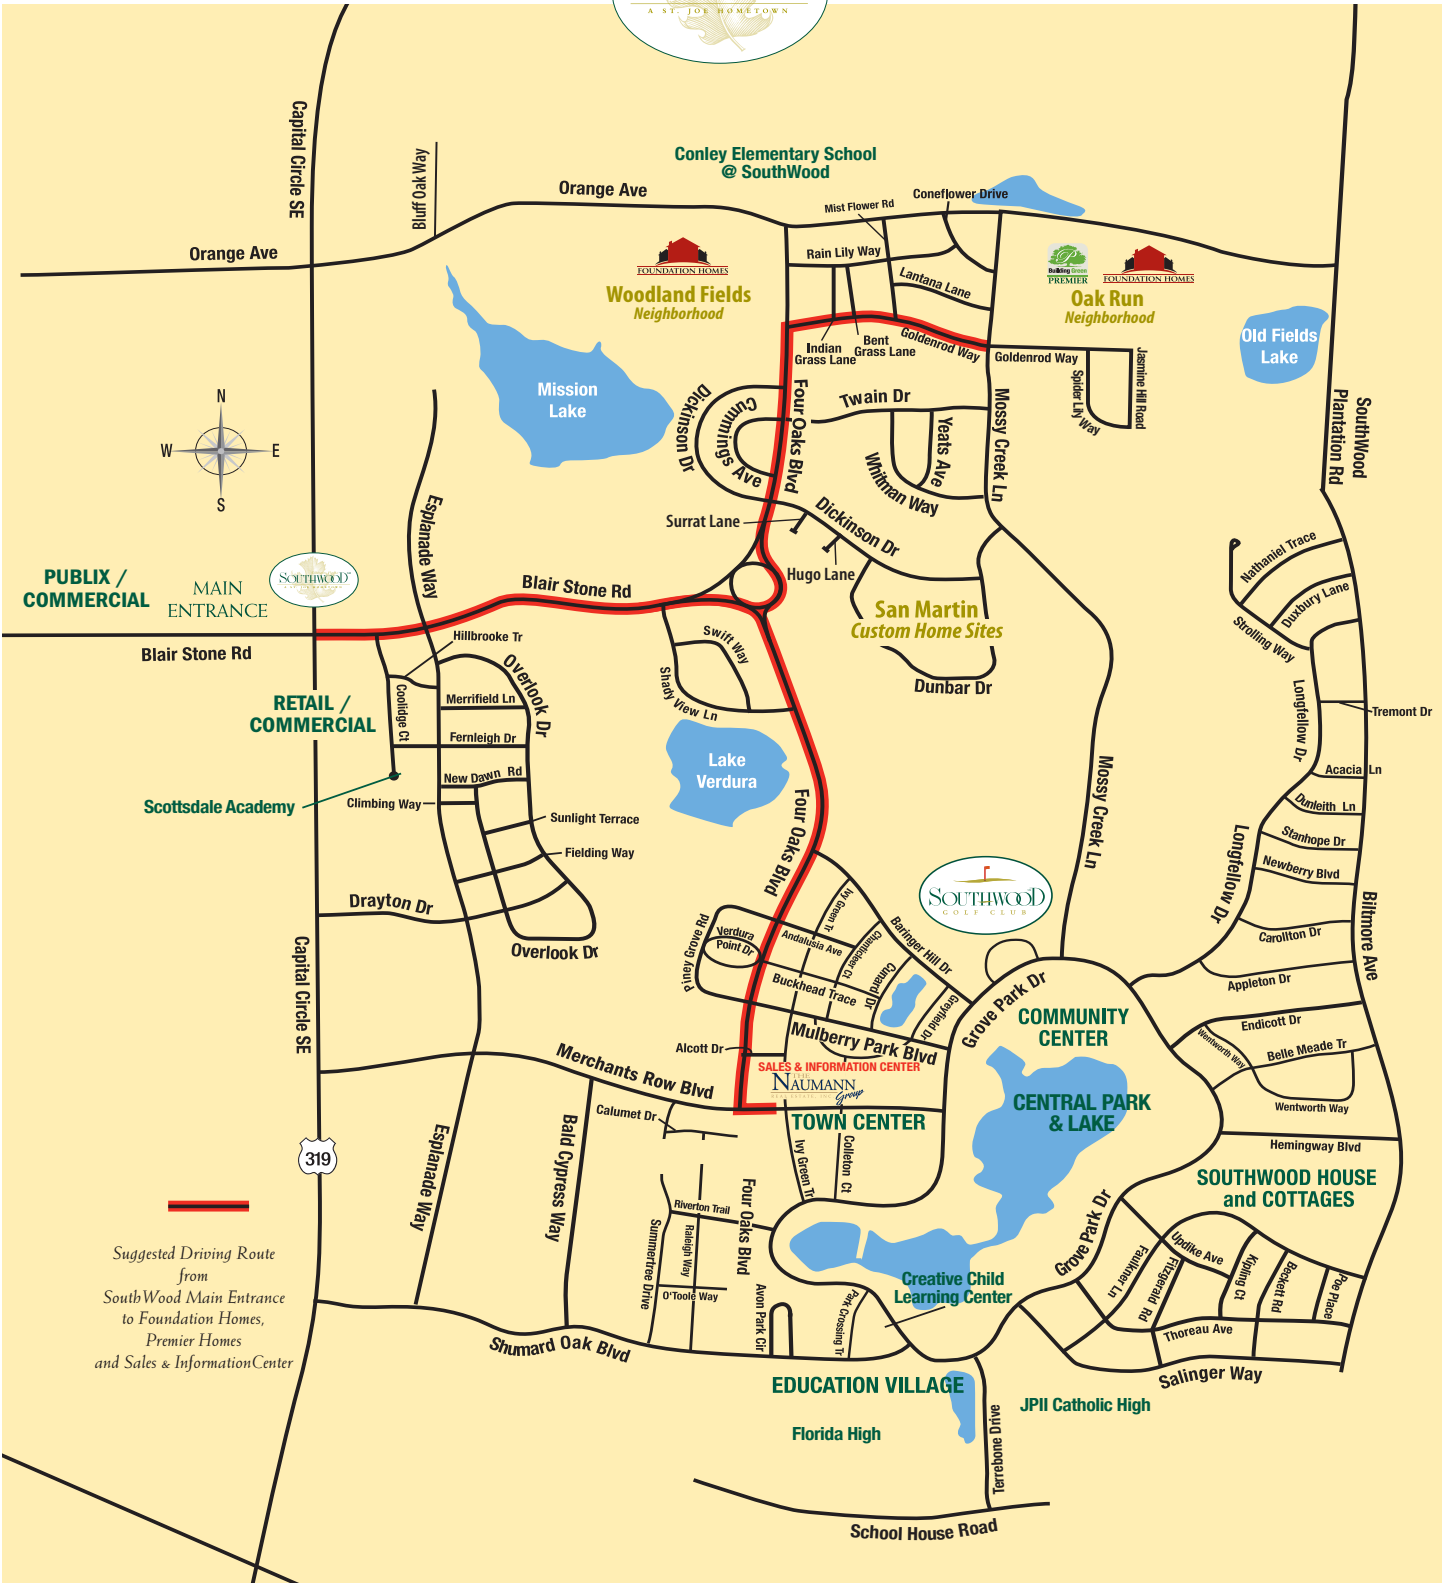 A ST. JOE HOMETOWN
Capital Circle SE
Bluff Oak Way
Conley Elementary School
@ SouthWood
Orange Ave
Orange Ave
Mist Flower Rd
Coneflower Drive
Rain Lily Way
Lantana Lane
FOUNDATION HOMES
Woodland Fields
Neighborhood
Building Green
PREMIER
FOUNDATION HOMES
Oak Run
Neighborhood
Old Fields
Lake
Indian
Grass Lane
Bent
Grass Lane
Goldenrod Way
Goldenrod Way
Spider Lily Way
Jasmine Hill Road
SouthWood
Plantation Rd
Mission
Lake
Dickinson Dr
Cummings Ave
Four Oaks Blvd
Twain Dr
Whitman Way
Yeats Ave
Mossy Creek Ln
N
W
E
S
Esplanade Way
Surrat Lane
Dickinson Dr
Hugo Lane
Nathaniel Trace
Duxbury Lane
Strolling Way
PUBLIX /
COMMERCIAL
MAIN
ENTRANCE
SOUTHWOOD
Blair Stone Rd
Blair Stone Rd
San Martin
Custom Home Sites
Dunbar Dr
Hillbrooke Tr
Overlook Dr
Swift Way
Shady View Ln
Coolidge Ct
Merrifield Ln
Fernleigh Dr
New Dawn Rd
Climbing Way
RETAIL /
COMMERCIAL
Scottsdale Academy
Sunlight Terrace
Fielding Way
Lake
Verdura
Four Oaks Blvd
Mossy Creek Ln
Longfellow Dr
Tremont Dr
Acacia Ln
Dunleith Ln
Stanhope Dr
Newberry Blvd
Longfellow Dr
Carollton Dr
Biltmore Ave
Appleton Dr
Drayton Dr
Overlook Dr
SOUTHWOOD
GOLF CLUB
Piney Grove Rd
Verdura
Point Dr
Ivy Green Tr
Andalusia Ave
Chanticleer Ct
Baringer Hill Dr
Cunard Dr
Buckhead Trace
Greyfield Dr
Mulberry Park Blvd
Grove Park Dr
COMMUNITY
CENTER
Endicott Dr
Wentworth Way
Belle Meade Tr
Wentworth Way
Capital Circle SE
Merchants Row Blvd
Alcott Dr
SALES & INFORMATION CENTER
THE
NAUMANN
Group
REAL ESTATE, INC.
TOWN CENTER
CENTRAL PARK
& LAKE
Hemingway Blvd
SOUTHWOOD HOUSE
and COTTAGES
319
Esplanade Way
Bald Cypress Way
Calumet Dr
Ivy Green Tr
Colleton Ct
Riverton Trail
Summertree Drive
Raleigh Way
Four Oaks Blvd
O'Toole Way
Avon Park Cir
Park Crossing Tr
Creative Child
Learning Center
Grove Park Dr
Updike Ave
Faulkner Ln
Fitzgerald Rd
Kipling Ct
Beckett Rd
Poe Place
Thoreau Ave
Salinger Way
Shumard Oak Blvd
Suggested Driving Route
from
SouthWood Main Entrance
to Foundation Homes,
Premier Homes
and Sales & InformationCenter
EDUCATION VILLAGE
Florida High
JPII Catholic High
Terrebone Drive
School House Road